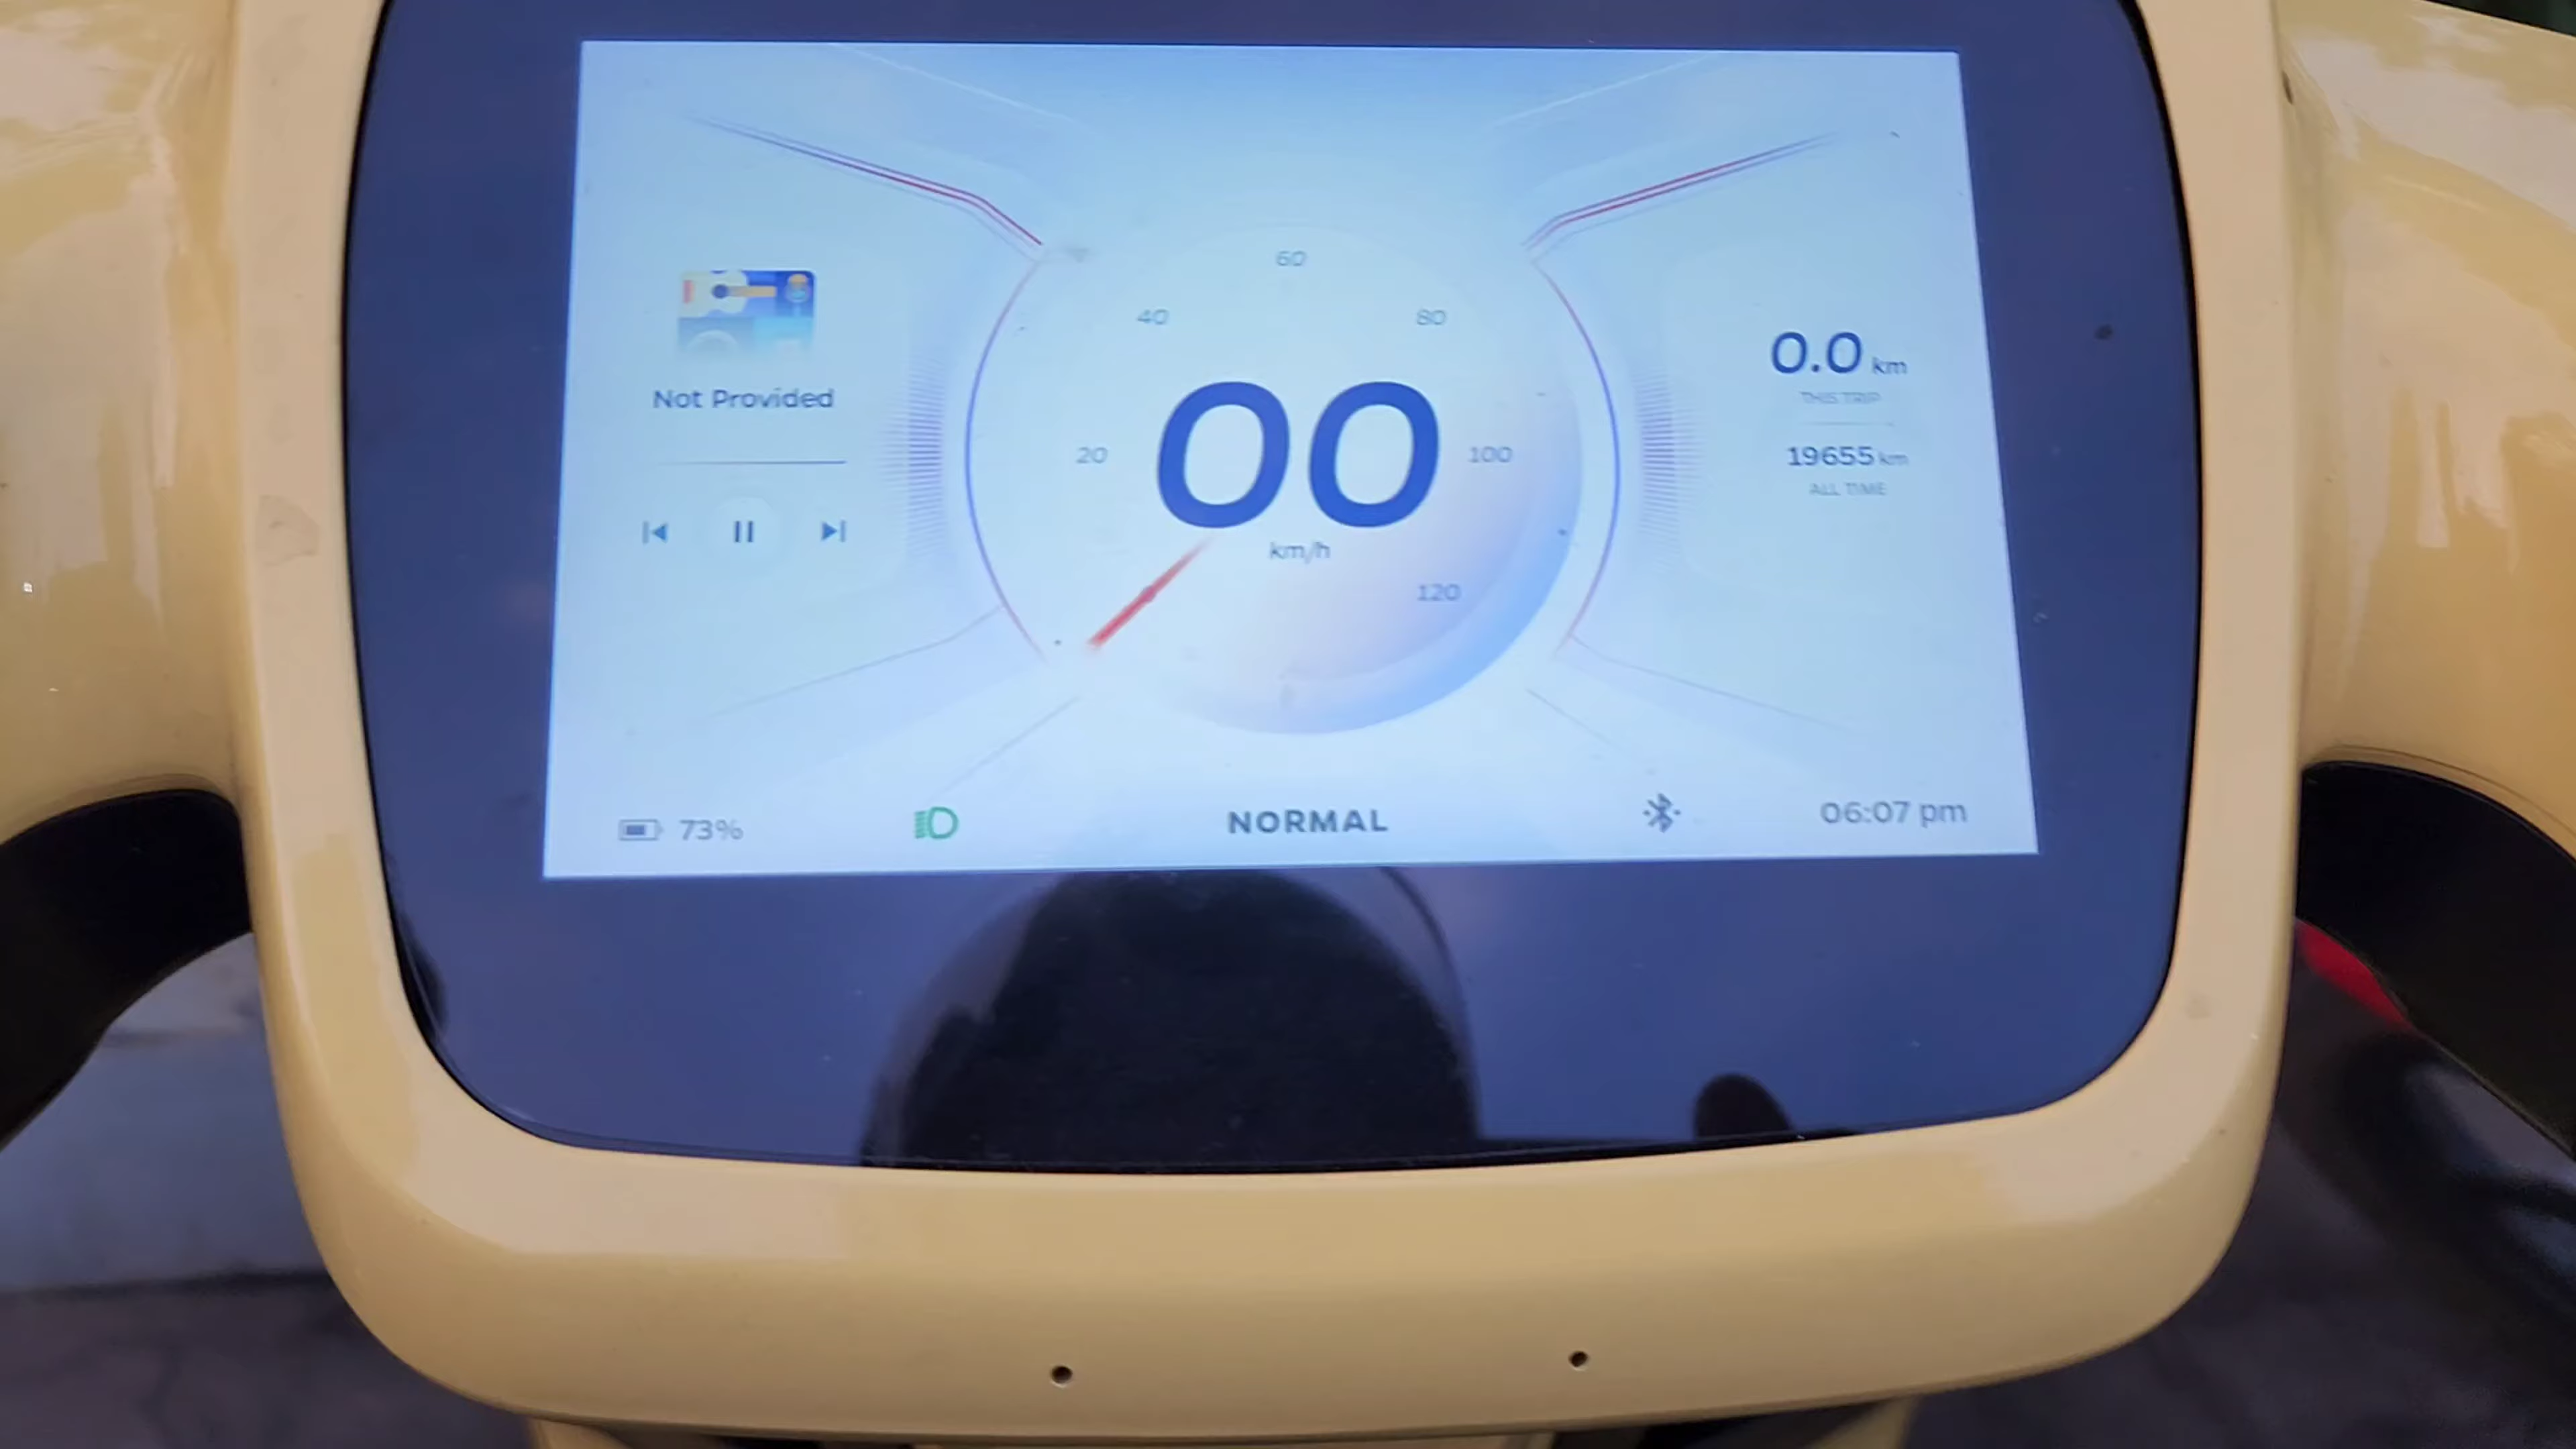 60
40
80
20
00
100
km/h
120
Not Provided
0.0 km
THIS TRIP
19655 km
ALL TIME
73%
NORMAL
06:07 pm